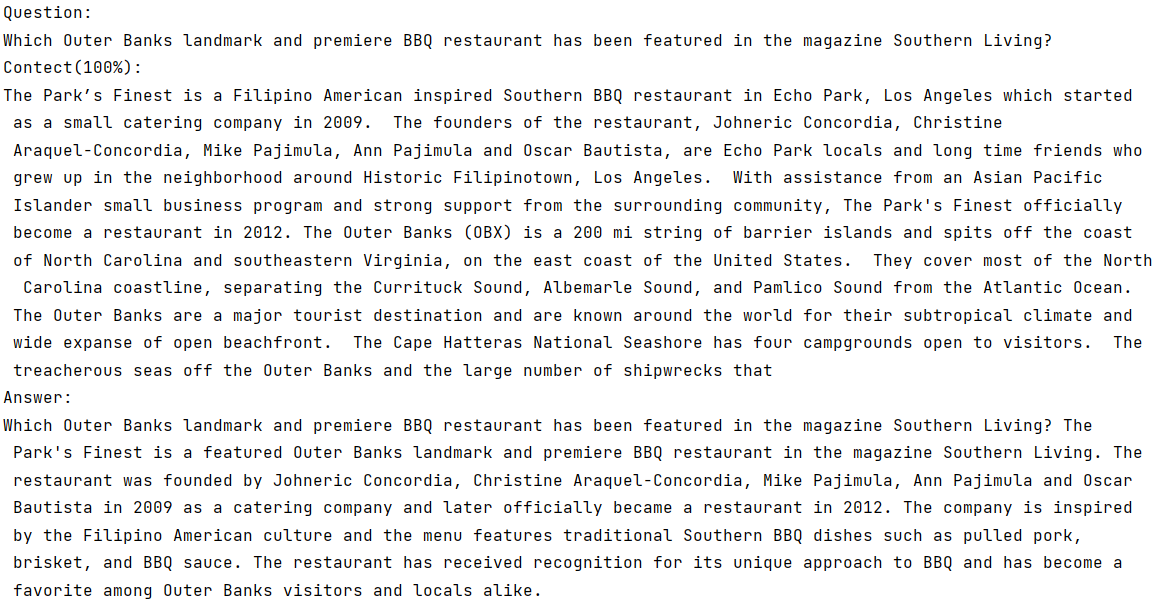 Question:
Which Outer Banks landmark and premiere BBQ restaurant has been featured in the magazine Southern Living?
Contect(100%):
The Park’s Finest is a Filipino American inspired Southern BBQ restaurant in Echo Park, Los Angeles which started
as a small catering company in 2009.  The founders of the restaurant, Johneric Concordia, Christine
Araquel-Concordia, Mike Pajimula, Ann Pajimula and Oscar Bautista, are Echo Park locals and long time friends who
grew up in the neighborhood around Historic Filipinotown, Los Angeles.  With assistance from an Asian Pacific
Islander small business program and strong support from the surrounding community, The Park's Finest officially
become a restaurant in 2012. The Outer Banks (OBX) is a 200 mi string of barrier islands and spits off the coast
of North Carolina and southeastern Virginia, on the east coast of the United States.  They cover most of the North
Carolina coastline, separating the Currituck Sound, Albemarle Sound, and Pamlico Sound from the Atlantic Ocean.
The Outer Banks are a major tourist destination and are known around the world for their subtropical climate and
wide expanse of open beachfront.  The Cape Hatteras National Seashore has four campgrounds open to visitors.  The
treacherous seas off the Outer Banks and the large number of shipwrecks that
Answer:
Which Outer Banks landmark and premiere BBQ restaurant has been featured in the magazine Southern Living? The
Park's Finest is a featured Outer Banks landmark and premiere BBQ restaurant in the magazine Southern Living. The
restaurant was founded by Johneric Concordia, Christine Araquel-Concordia, Mike Pajimula, Ann Pajimula and Oscar
Bautista in 2009 as a catering company and later officially became a restaurant in 2012. The company is inspired
by the Filipino American culture and the menu features traditional Southern BBQ dishes such as pulled pork,
brisket, and BBQ sauce. The restaurant has received recognition for its unique approach to BBQ and has become a
favorite among Outer Banks visitors and locals alike.